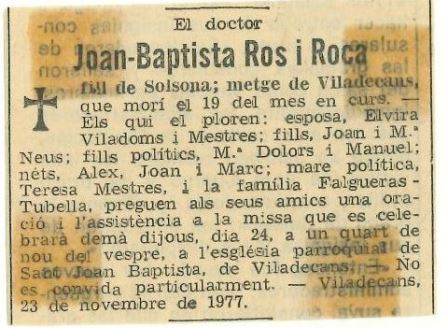 El doctor
Joan-Baptista Ros i Roca
fill de Solsona; metge de Viladecans,
que morí el 19 del mes en curs. —
Els qui el ploren: esposa, Elvira
Viladoms i Mestres; fills, Joan i M.ª
Neus; fills polítics, M.ª Dolors i Manuel;
néts, Alex, Joan i Marc; mare política,
Teresa Mestres, i la família Falgueras-
Tubella, preguen als seus amics una ora-
ció i l'assistència a la missa que es cele-
brarà demà dijous, dia 24, a un quart de
nou del vespre, a l'església parroquial de
Sant Joan Baptista, de Viladecans. — No
es convida particularment. — Viladecans,
23 de novembre de 1977.